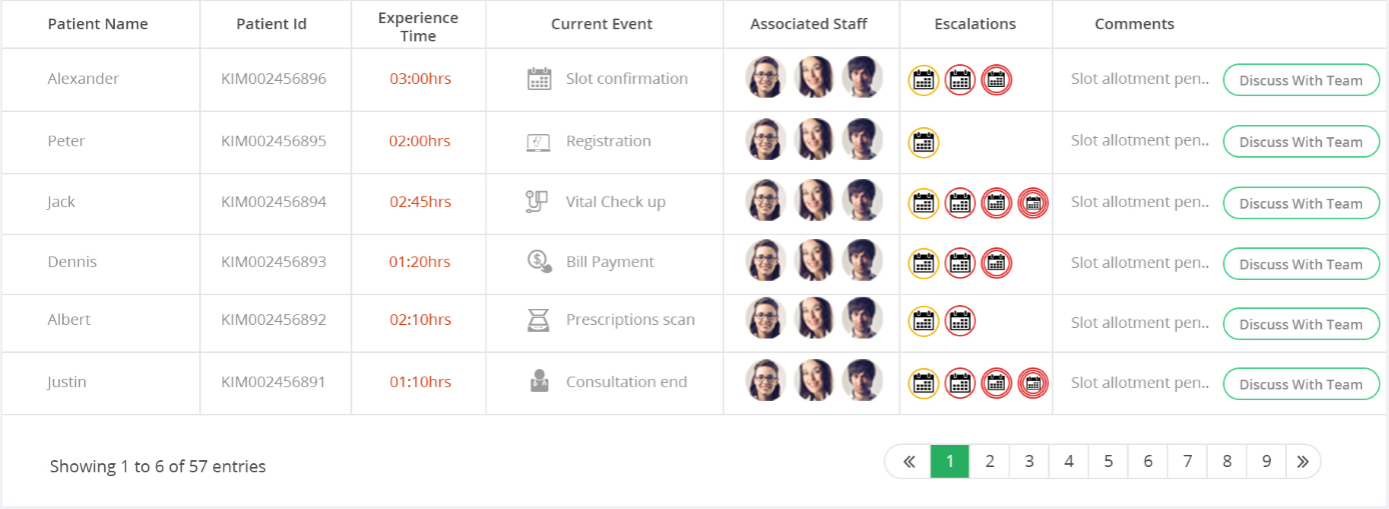 Patient Name Patient Id Experience Time Current Event Associated Staff Escalations Comments
Alexander KIM002456896 03:00hrs Slot confirmation Slot allotment pen.. Discuss With Team
Peter KIM002456895 02:00hrs Registration Slot allotment pen.. Discuss With Team
Jack KIM002456894 02:45hrs Vital Check up Slot allotment pen.. Discuss With Team
Dennis KIM002456893 01:20hrs Bill Payment Slot allotment pen.. Discuss With Team
Albert KIM002456892 02:10hrs Prescriptions scan Slot allotment pen.. Discuss With Team
Justin KIM002456891 01:10hrs Consultation end Slot allotment pen.. Discuss With Team
Showing 1 to 6 of 57 entries « 1 2 3 4 5 6 7 8 9 »